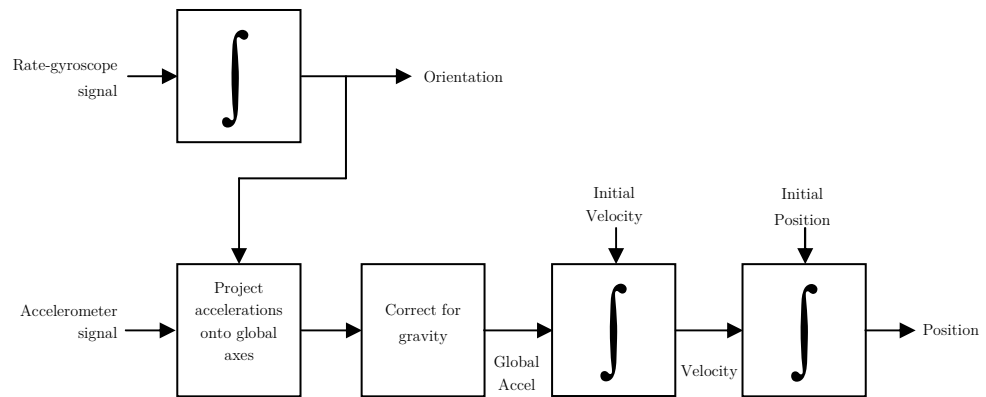 Rate-gyroscope
signal
∫
Orientation
Initial
Velocity
Initial
Position
Accelerometer
signal
Project
accelerations
onto global
axes
Correct for
gravity
Global
Accel
∫
Velocity
∫
Position